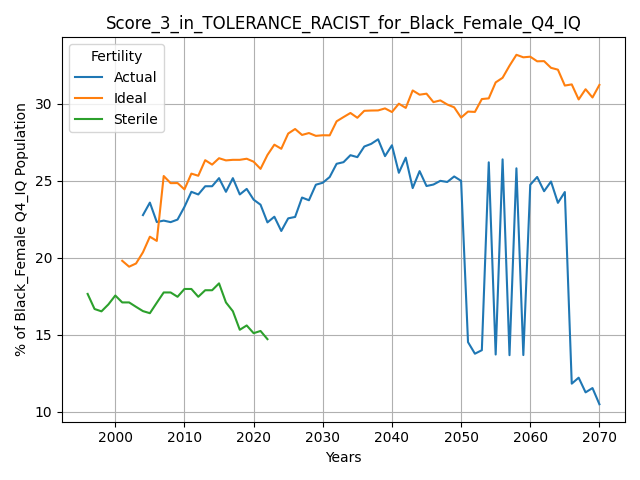 Score_3_in_TOLERANCE_RACIST_for_Black_Female_Q4_IQ
Fertility
Actual
Ideal
Sterile
% of Black_Female Q4_IQ Population
30
25
20
15
10
2000 2010 2020 2030 2040 2050 2060 2070
Years